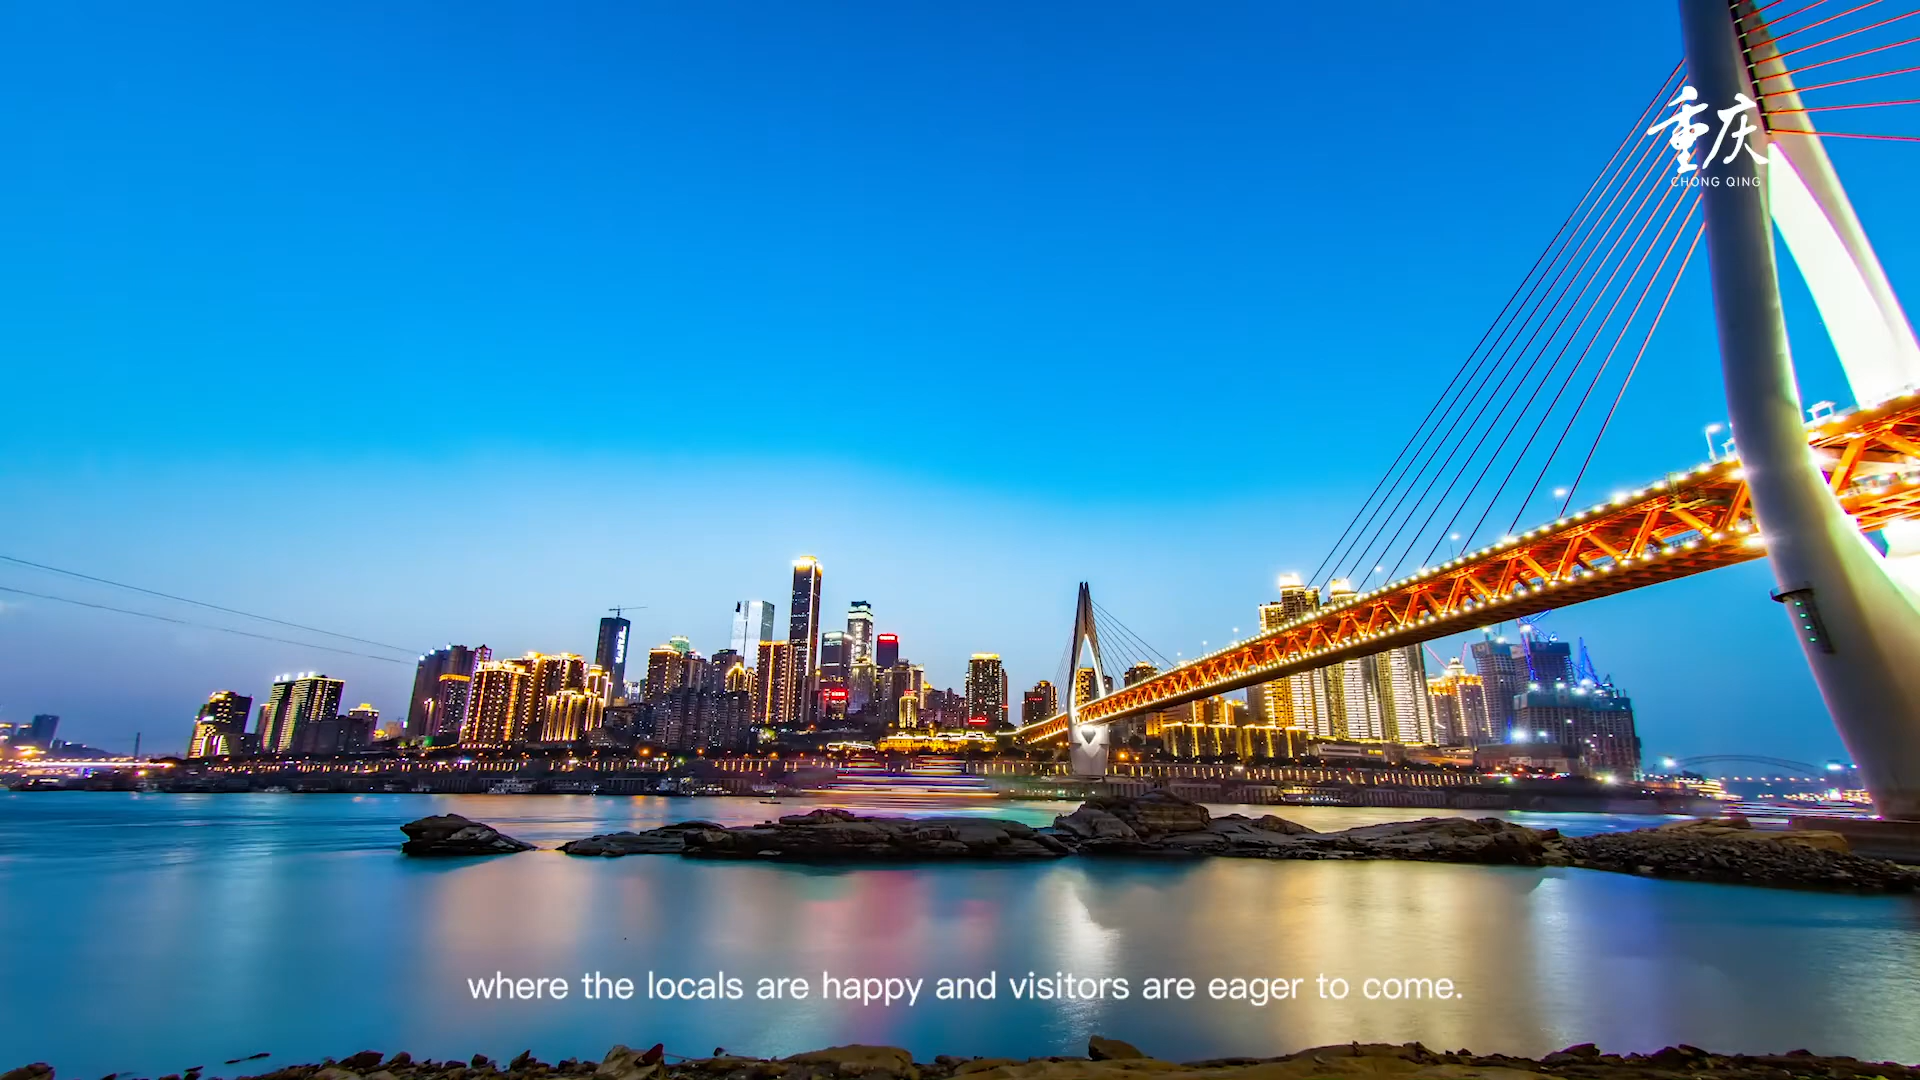 重庆
CHONG QING
where the locals are happy and visitors are eager to come.